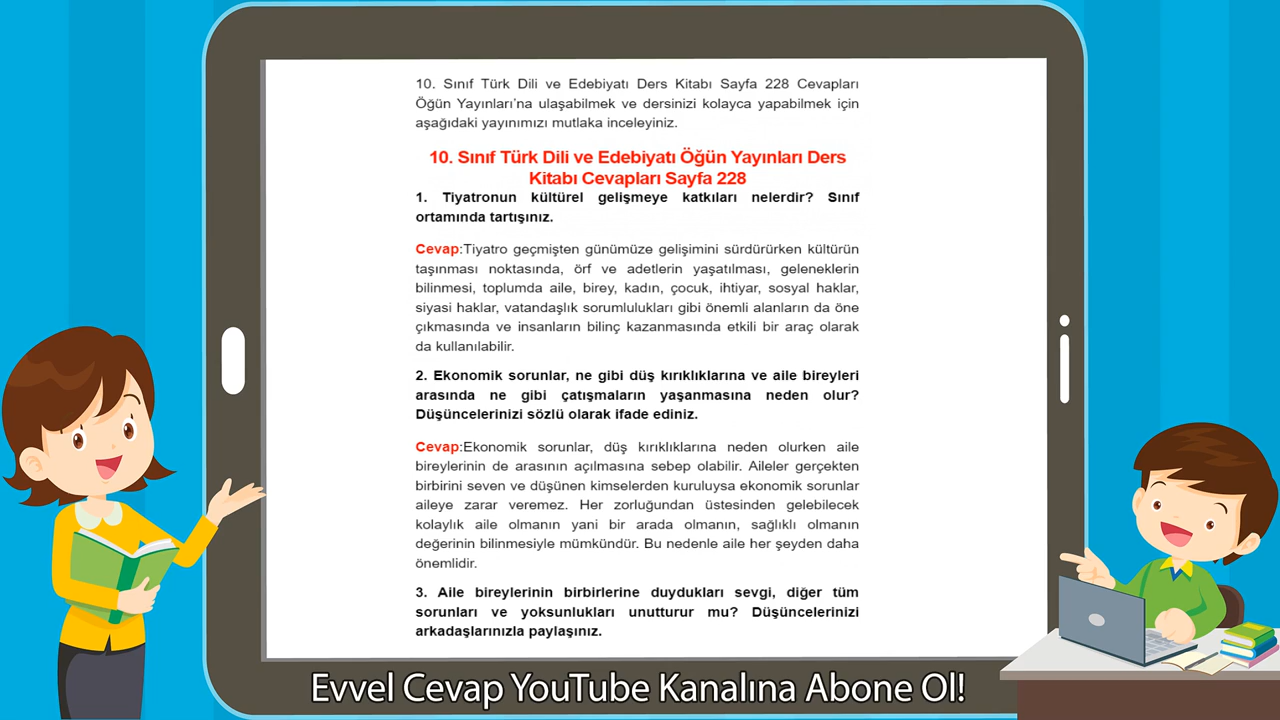 10. Sınıf Türk Dili ve Edebiyatı Ders Kitabı Sayfa 228 Cevapları
Öğün Yayınları'na ulaşabilmek ve dersinizi kolayca yapabilmek için
aşağıdaki yayınımızı mutlaka inceleyiniz.
10. Sınıf Türk Dili ve Edebiyatı Öğün Yayınları Ders
Kitabı Cevapları Sayfa 228
1. Tiyatronun kültürel gelişmeye katkıları nelerdir? Sınıf
ortamında tartışınız.
Cevap:Tiyatro geçmişten günümüze gelişimini sürdürürken kültürün
taşınması noktasında, örf ve adetlerin yaşatılması, geleneklerin
bilinmesi, toplumda aile, birey, kadın, çocuk, ihtiyar, sosyal haklar,
siyasi haklar, vatandaşlık sorumlulukları gibi önemli alanların da öne
çıkmasında ve insanların bilinç kazanmasında etkili bir araç olarak
da kullanılabilir.
2. Ekonomik sorunlar, ne gibi düş kırıklıklarına ve aile bireyleri
arasında ne gibi çatışmaların yaşanmasına neden olur?
Düşüncelerinizi sözlü olarak ifade ediniz.
Cevap:Ekonomik sorunlar, düş kırıklıklarına neden olurken aile
bireylerinin de arasının açılmasına sebep olabilir. Aileler gerçekten
birbirini seven ve düşünen kimselerden kuruluysa ekonomik sorunlar
aileye zarar veremez. Her zorluğundan üstesinden gelebilecek
kolaylık aile olmanın yani bir arada olmanın, sağlıklı olmanın
değerinin bilinmesiyle mümkündür. Bu nedenle aile her şeyden daha
önemlidir.
3. Aile bireylerinin birbirlerine duydukları sevgi, diğer tüm
sorunları ve yoksunlukları unutturur mu? Düşüncelerinizi
arkadaşlarınızla paylaşınız.
Evvel Cevap YouTube Kanalına Abone Ol!